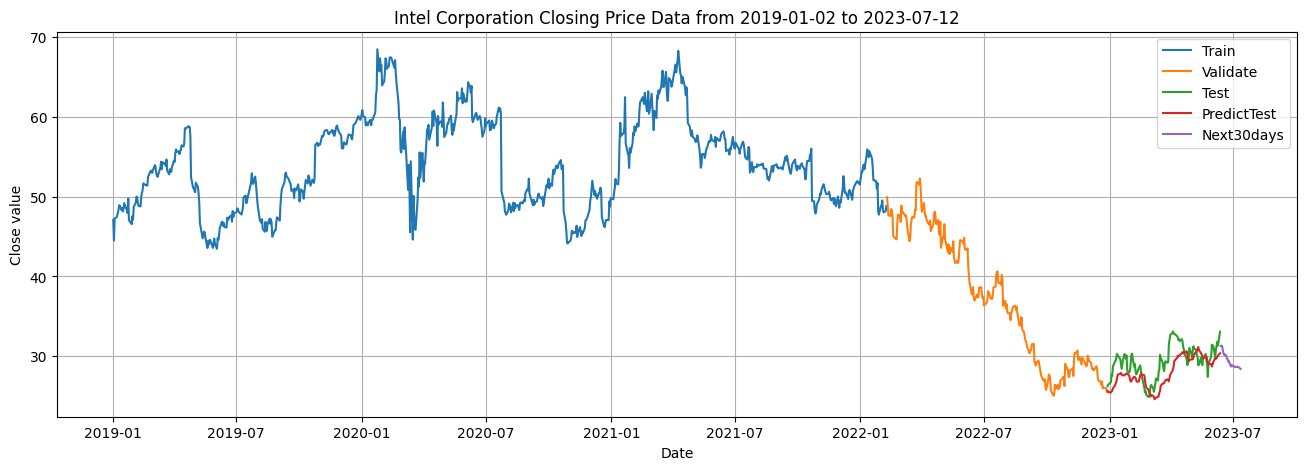 Intel Corporation Closing Price Data from 2019-01-02 to 2023-07-12
70
60
50
40
30
Close value
2019-01
2019-07
2020-01
2020-07
2021-01
2021-07
2022-01
2022-07
2023-01
2023-07
Date
Train
Validate
Test
PredictTest
Next30days